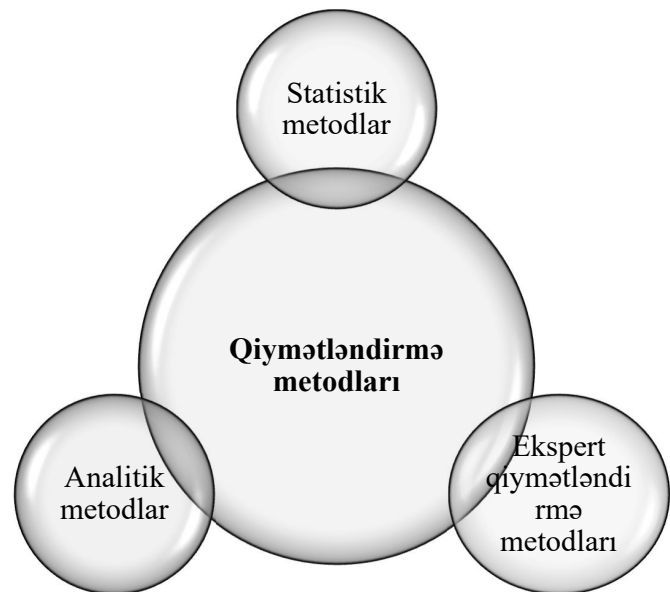 Statistik
metodlar
Qiymətləndirmə
metodları
Analitik
metodlar
Ekspert
qiymətləndi
rmə
metodları